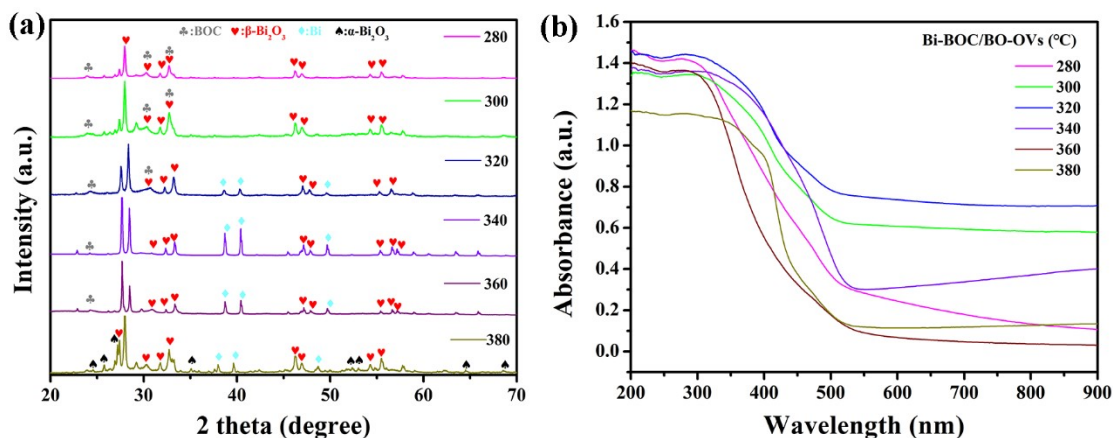 (a)
♣:BOC ♥:β-Bi₂O₃ ♦:Bi ♠:α-Bi₂O₃
280
300
320
340
360
380
Intensity (a.u.)
20 30 40 50 60 70
2 theta (degree)
(b)
Bi-BOC/BO-OVs (°C)
280
300
320
340
360
380
Absorbance (a.u.)
1.6
1.4
1.2
1.0
0.8
0.6
0.4
0.2
0.0
200 300 400 500 600 700 800 900
Wavelength (nm)